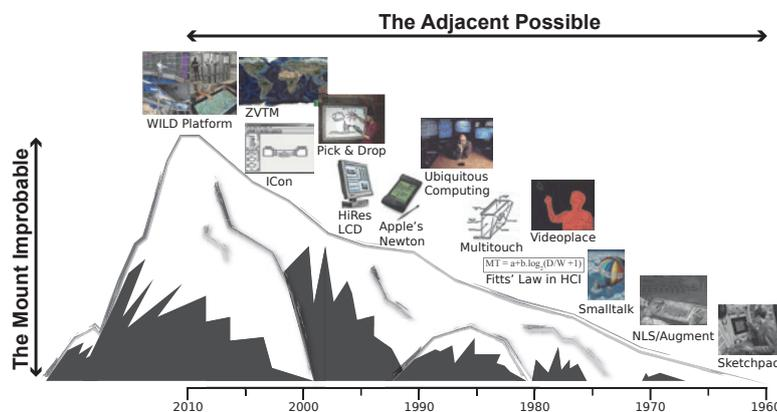 The Adjacent Possible
The Mount Improbable
WILD Platform
ZVTM
ICon
Pick & Drop
HiRes
LCD
Apple's
Newton
Ubiquitous
Computing
Multitouch
Videoplace
MT = a+b.log2(D/W +1)
Fitts' Law in HCI
Smalltalk
NLS/Augment
Sketchpad
2010
2000
1990
1980
1970
1960